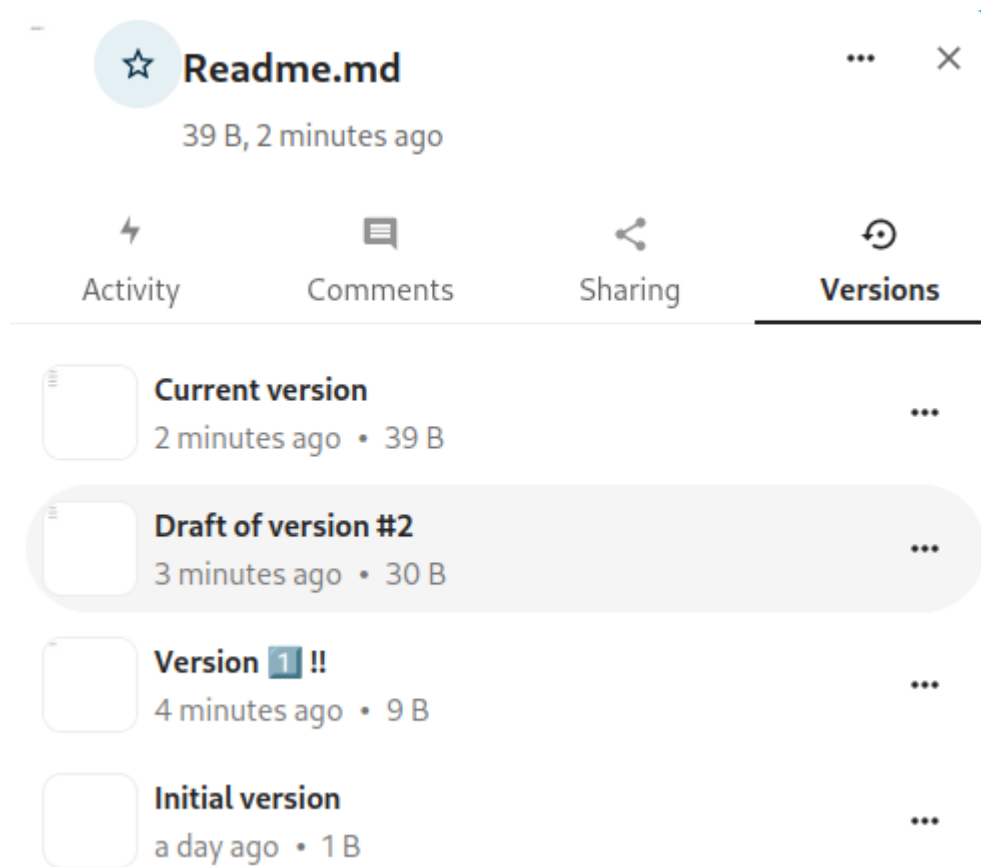 Readme.md
39 B, 2 minutes ago
Activity Comments Sharing Versions
Current version
2 minutes ago • 39 B
Draft of version #2
3 minutes ago • 30 B
Version 1️⃣ !!
4 minutes ago • 9 B
Initial version
a day ago • 1 B